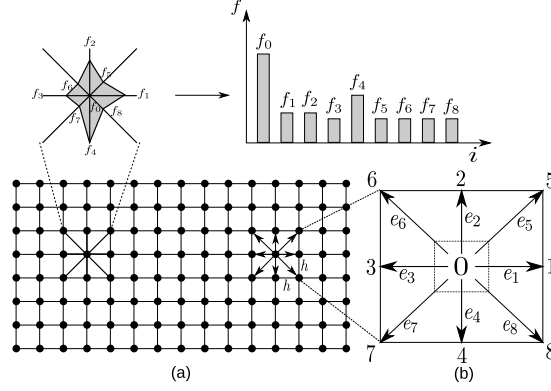 f
f₂
f₀
f₆ f₅
f₃ f₁
f₀
f₇ f₈
f₄
f₁ f₂ f₃ f₄ f₅ f₆ f₇ f₈
i
6 2 5
e₆ e₂ e₅
3 e₃ 0 e₁ 1
h
h
e₇ e₄ e₈
7 4 8
(a) (b)